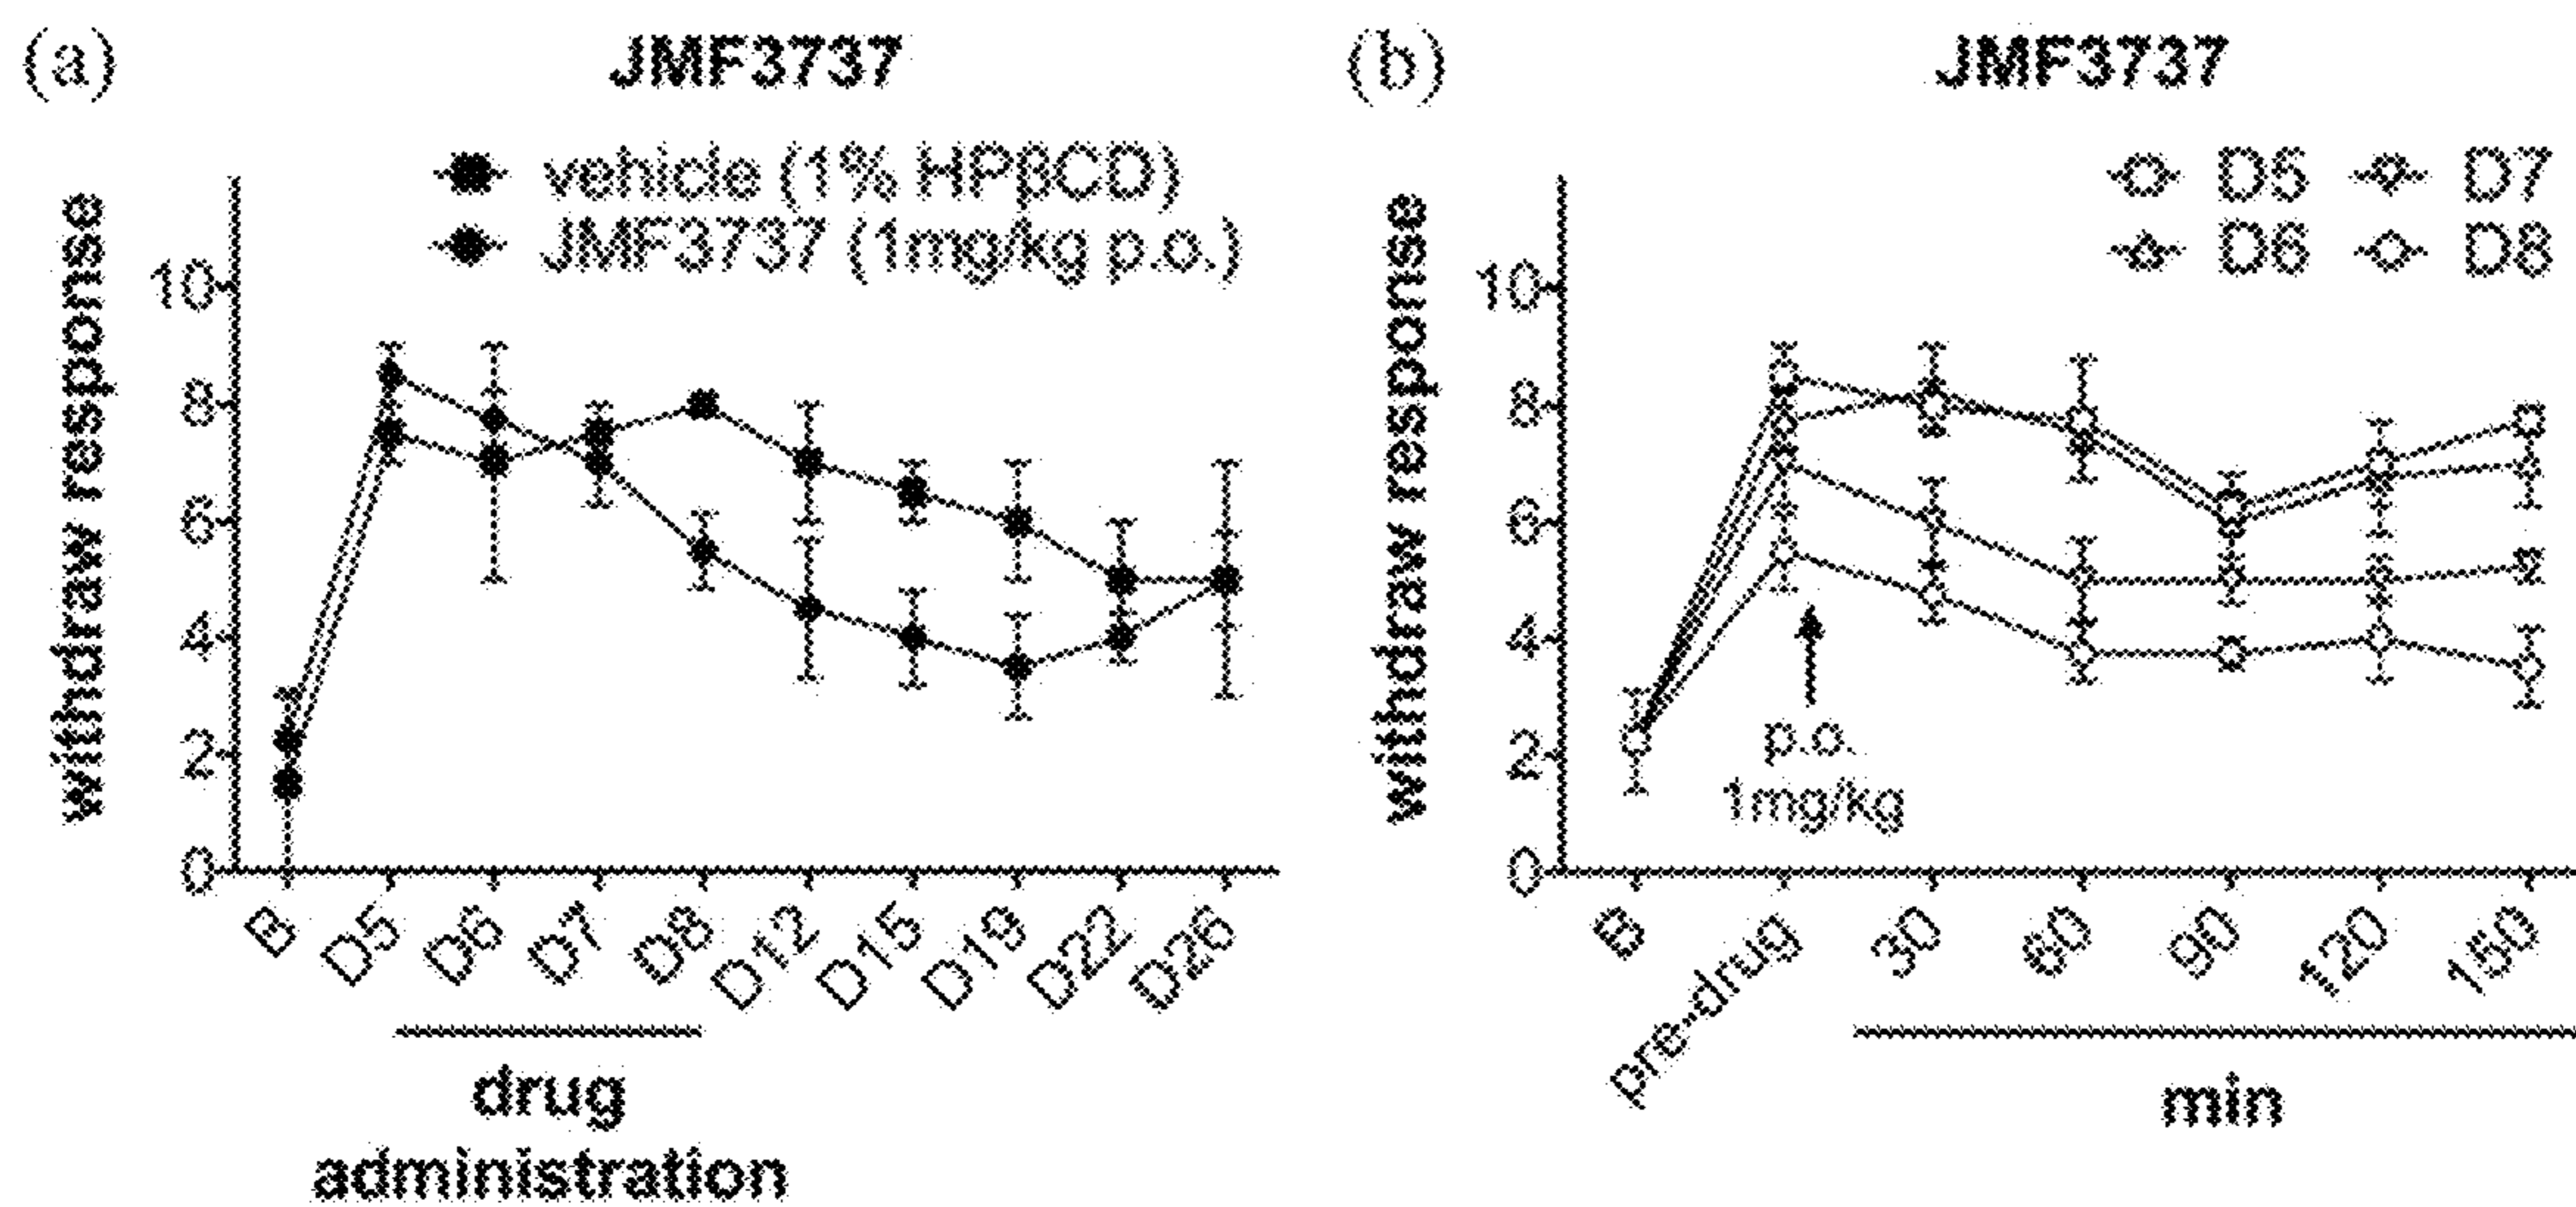 (a)
JMF3737
vehicle (1% HPβCD)
JMF3737 (1mg/kg p.o.)
withdraw response
10
8
6
4
2
0
B
D5
D6
D7
D8
D12
D15
D19
D22
D26
drug
administration
(b)
JMF3737
D5 D7
D6 D8
withdraw response
10
8
6
4
2
0
p.o.
1mg/kg
B
pre-drug
30
60
90
120
150
min